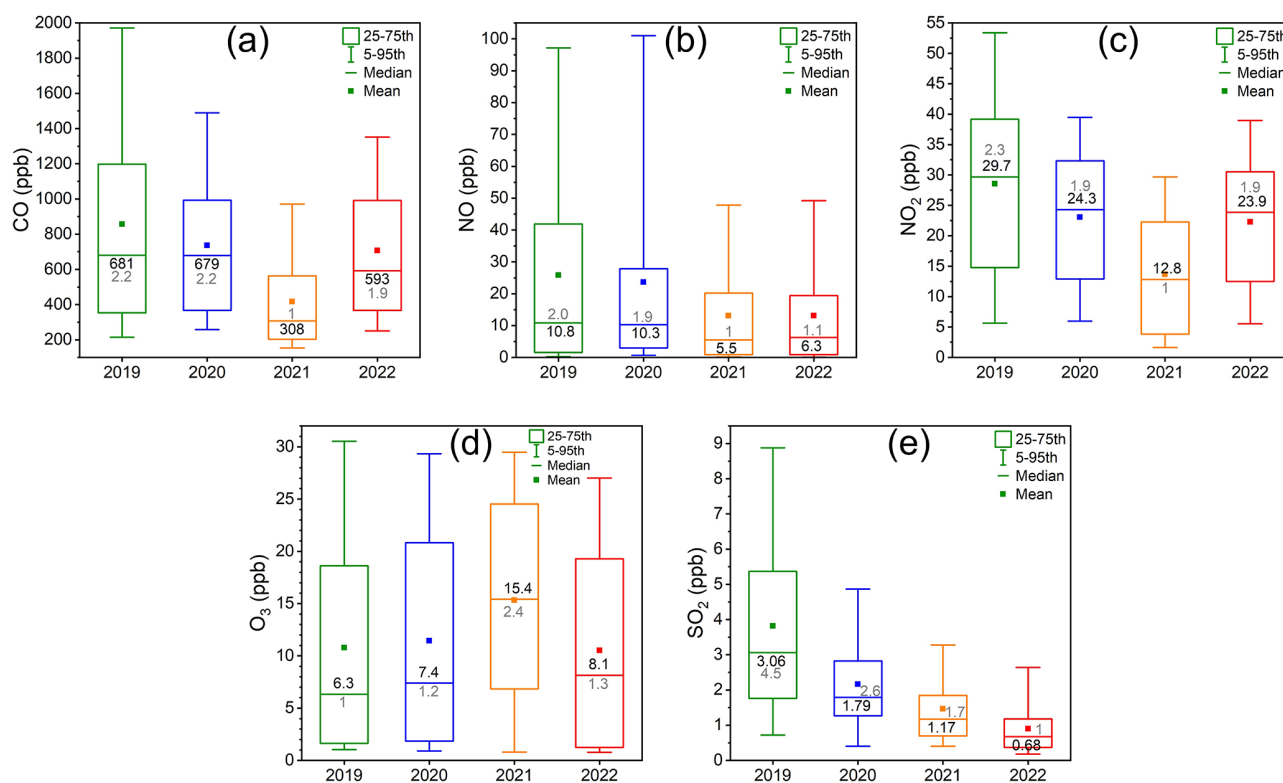 (a)
CO (ppb)
2000
1800
1600
1400
1200
1000
800
600
400
200
25-75th
5-95th
Median
Mean
681
2.2
679
2.2
1
308
593
1.9
2019 2020 2021 2022
(b)
NO (ppb)
100
90
80
70
60
50
40
30
20
10
0
25-75th
5-95th
Median
Mean
2.0
10.8
1.9
10.3
1
5.5
1.1
6.3
2019 2020 2021 2022
(c)
NO2 (ppb)
55
50
45
40
35
30
25
20
15
10
5
0
25-75th
5-95th
Median
Mean
2.3
29.7
1.9
24.3
12.8
1
1.9
23.9
2019 2020 2021 2022
(d)
O3 (ppb)
30
25
20
15
10
5
0
25-75th
5-95th
Median
Mean
6.3
1
7.4
1.2
15.4
2.4
8.1
1.3
2019 2020 2021 2022
(e)
SO2 (ppb)
9
8
7
6
5
4
3
2
1
0
25-75th
5-95th
Median
Mean
3.06
4.5
2.6
1.79
1.7
1.17
1
0.68
2019 2020 2021 2022